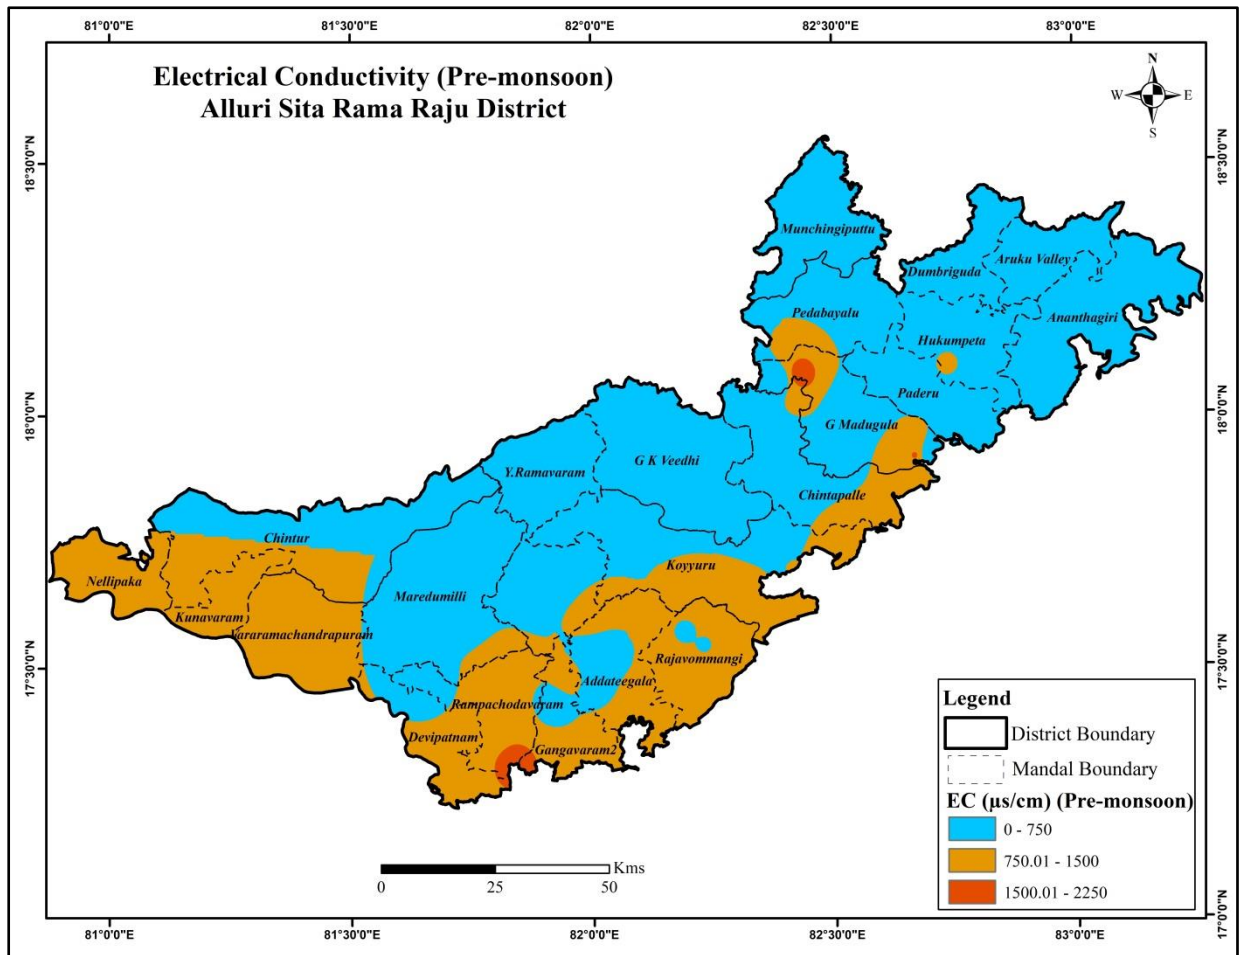 81°0'0"E 81°30'0"E 82°0'0"E 82°30'0"E 83°0'0"E
Electrical Conductivity (Pre-monsoon)
Alluri Sita Rama Raju District
N
W E
S
18°30'0"N 18°30'0"N
Munchingiputtu
Aruku Valley
Dumbriguda
Pedabayalu
Ananthagiri
Hukumpeta
Paderu
18°0'0"N 18°0'0"N
G Madugula
G K Veedhi
Y.Ramavaram
Chintapalle
Chintur
Koyyuru
Nellipaka
Maredumilli
Kunavaram
Vararamachandrapuram
Rajavommangi
17°30'0"N 17°30'0"N
Addateegala
Rampachodavaram
Devipatnam
Gangavaram2
Legend
District Boundary
Mandal Boundary
EC (µs/cm) (Pre-monsoon)
0 - 750
750.01 - 1500
1500.01 - 2250
Kms
0 25 50
17°0'0"N
81°0'0"E 81°30'0"E 82°0'0"E 82°30'0"E 83°0'0"E